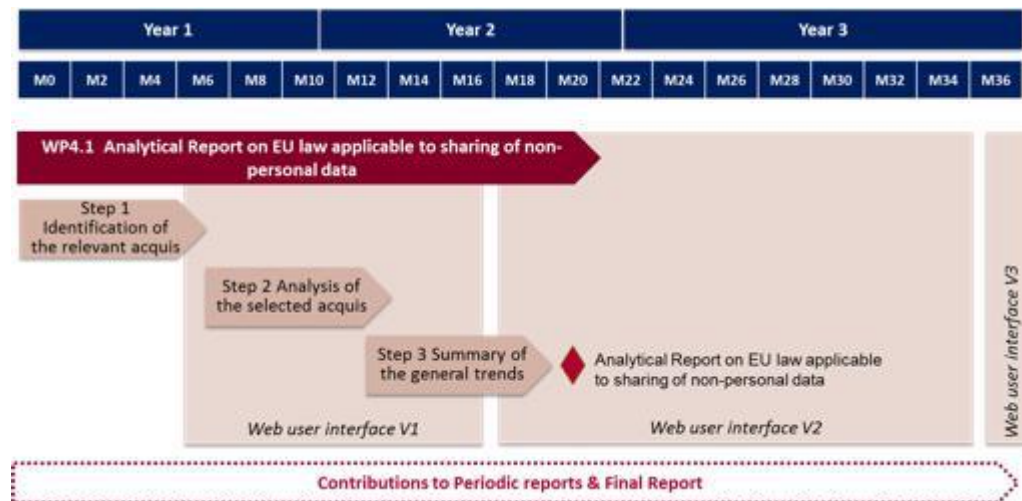 Year 1 Year 2 Year 3
M0 M2 M4 M6 M8 M10 M12 M14 M16 M18 M20 M22 M24 M26 M28 M30 M32 M34 M36
WP4.1 Analytical Report on EU law applicable to sharing of non-
personal data
Step 1
Identification of
the relevant acquis
Step 2 Analysis of
the selected acquis
Step 3 Summary of
the general trends
Analytical Report on EU law applicable
to sharing of non-personal data
Web user interface V1
Web user interface V2
Web user interface V3
Contributions to Periodic reports & Final Report